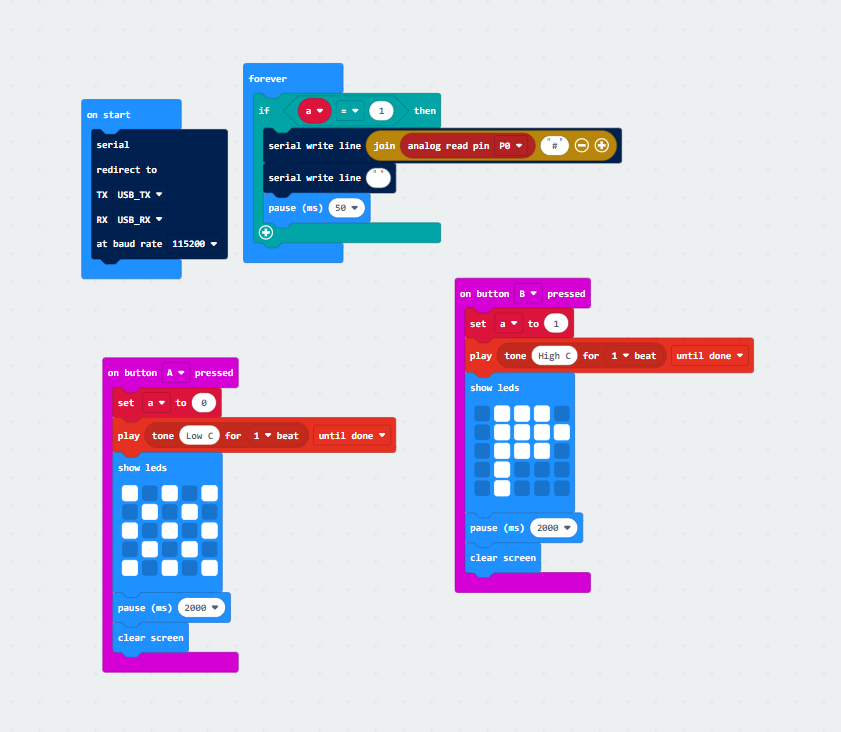 on start
serial
redirect to
TX USB_TX
RX USB_RX
at baud rate 115200
forever
if a = 1 then
serial write line join analog read pin P0 "#"
serial write line " "
pause (ms) 50
on button A pressed
set a to 0
play tone Low C for 1 beat until done
show leds
pause (ms) 2000
clear screen
on button B pressed
set a to 1
play tone High C for 1 beat until done
show leds
pause (ms) 2000
clear screen